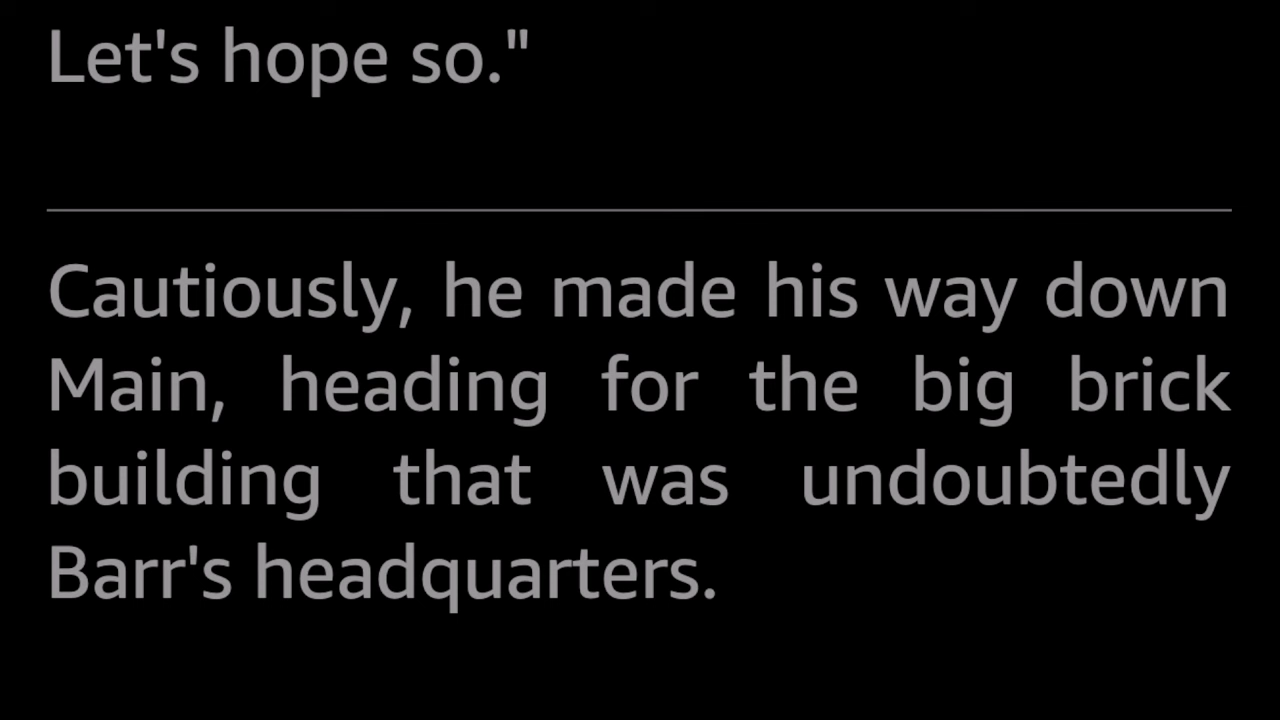 Let's hope so."
Cautiously, he made his way down
Main, heading for the big brick
building that was undoubtedly
Barr's headquarters.